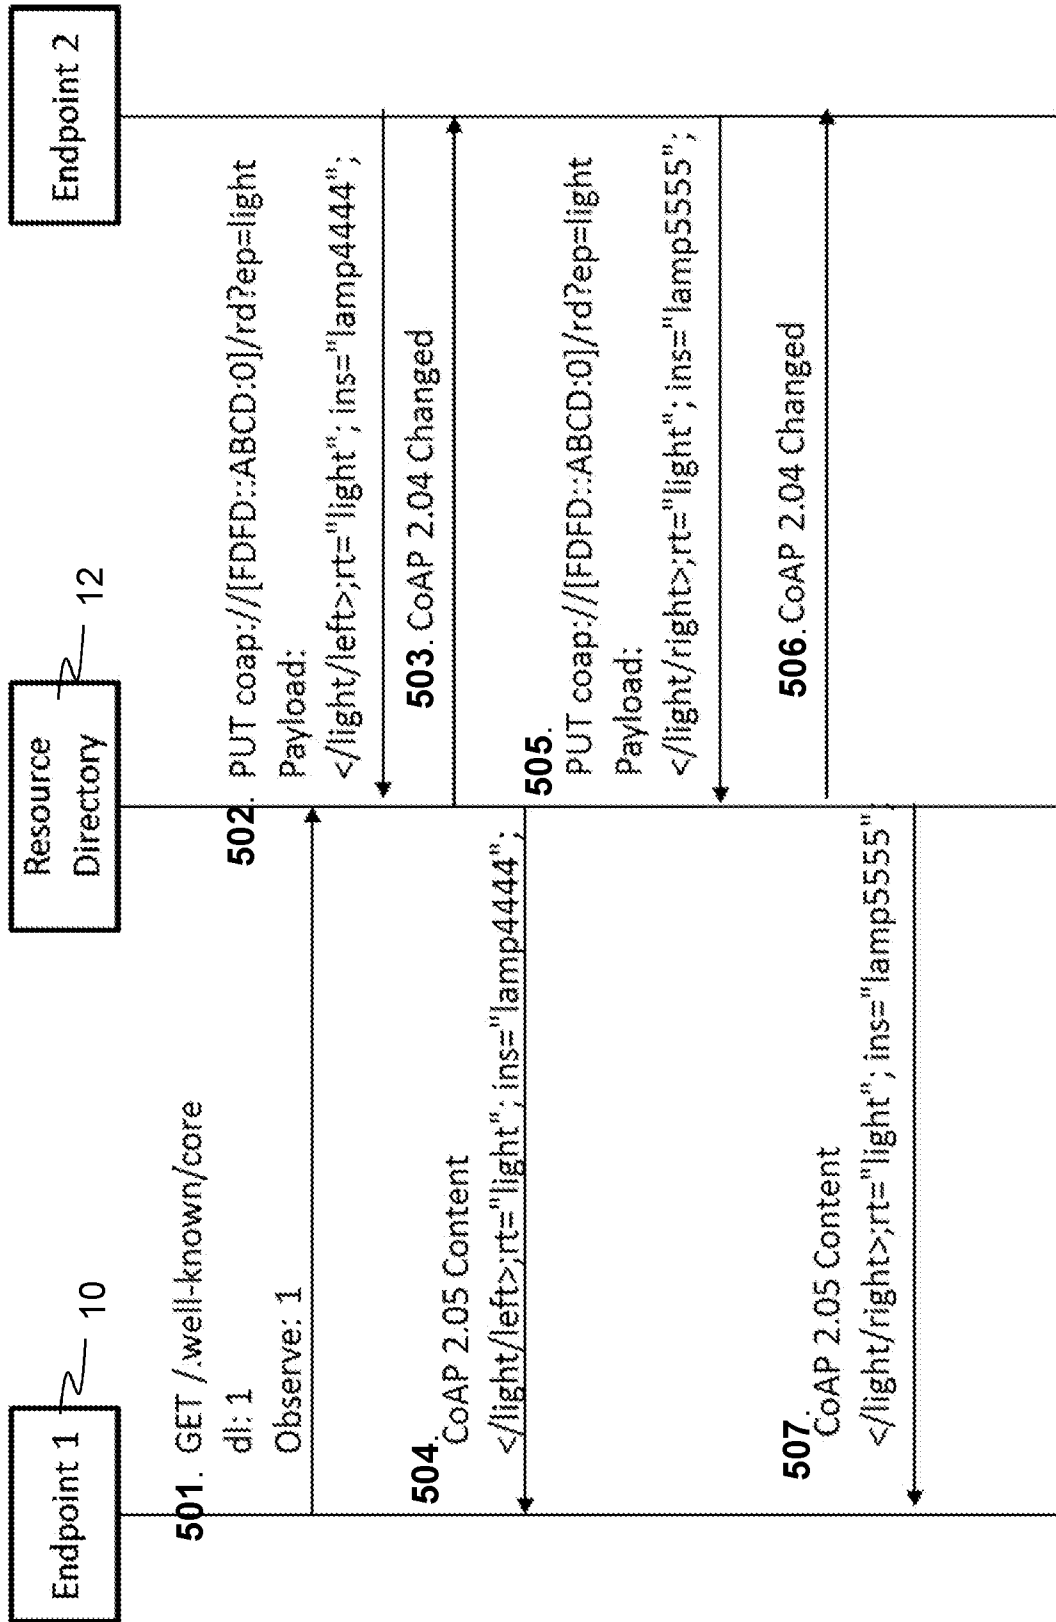 Endpoint 1
10
Resource
Directory
12
Endpoint 2
501. GET /.well-known/core
dl: 1
Observe: 1
502. PUT coap://[FDFD::ABCD:0]/rd?ep=light
Payload:
</light/left>;rt="light"; ins="lamp4444";
503. CoAP 2.04 Changed
504.
CoAP 2.05 Content
</light/left>;rt="light"; ins="lamp4444";
505.
PUT coap://[FDFD::ABCD:0]/rd?ep=light
Payload:
</light/right>;rt="light"; ins="lamp5555";
506. CoAP 2.04 Changed
507.
CoAP 2.05 Content
</light/right>;rt="light"; ins="lamp5555";